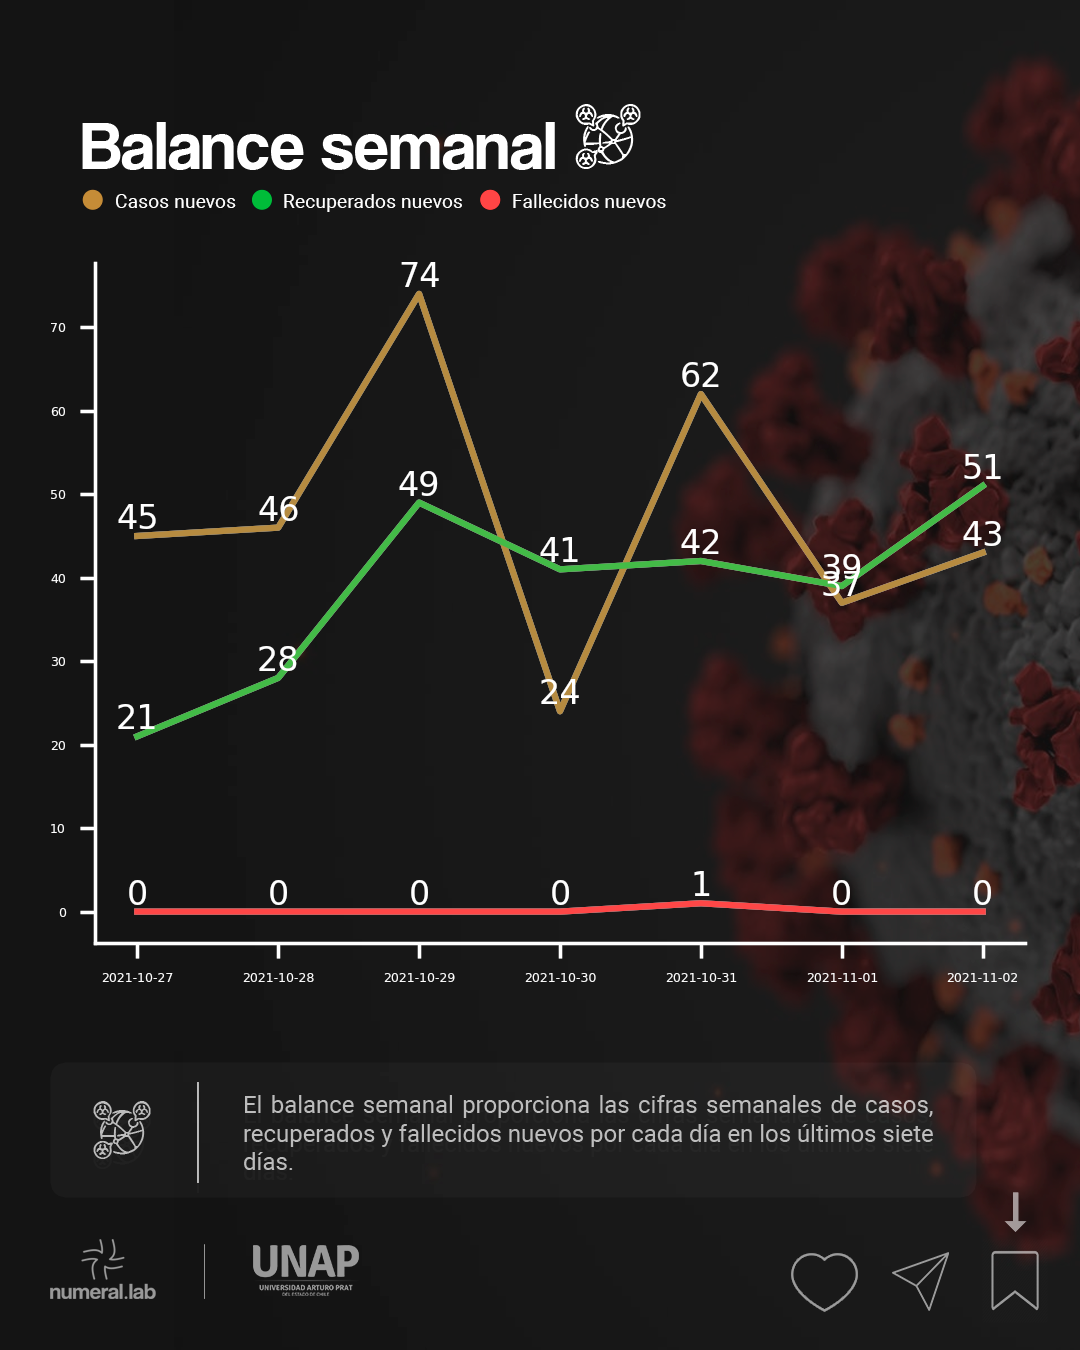 Balance semanal
Casos nuevos Recuperados nuevos Fallecidos nuevos
74
70
62
60
51
50
49
46
45
43
42
41
40
39
37
30
28
24
21
20
10
0 0 0 0 1 0 0
0
2021-10-27 2021-10-28 2021-10-29 2021-10-30 2021-10-31 2021-11-01 2021-11-02
El balance semanal proporciona las cifras semanales de casos,
recuperados y fallecidos nuevos por cada día en los últimos siete
días.
numeral.lab
UNAP
UNIVERSIDAD ARTURO PRAT
DEL ESTADO DE CHILE